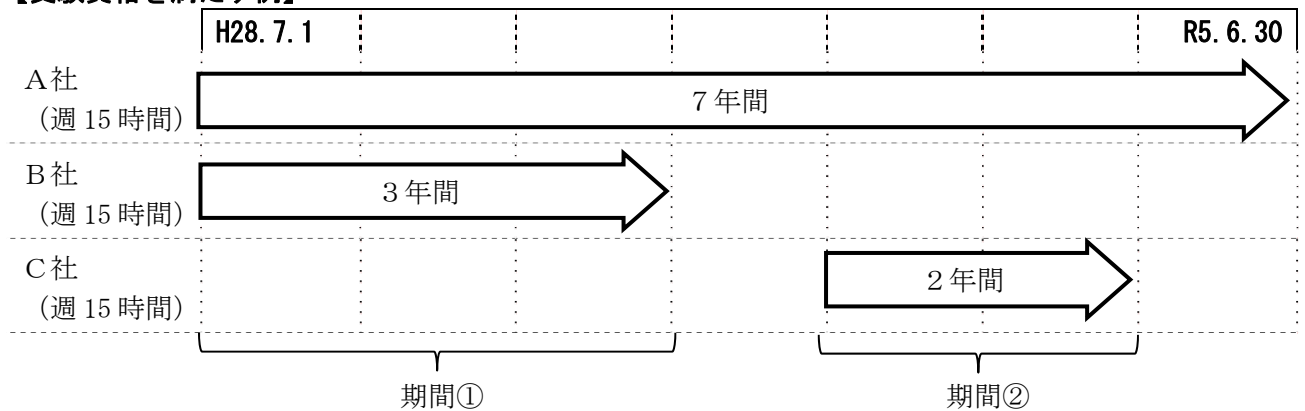 H28.7.1
R5.6.30
A社
(週15時間)
7年間
B社
(週15時間)
3年間
C社
(週15時間)
2年間
期間①
期間②